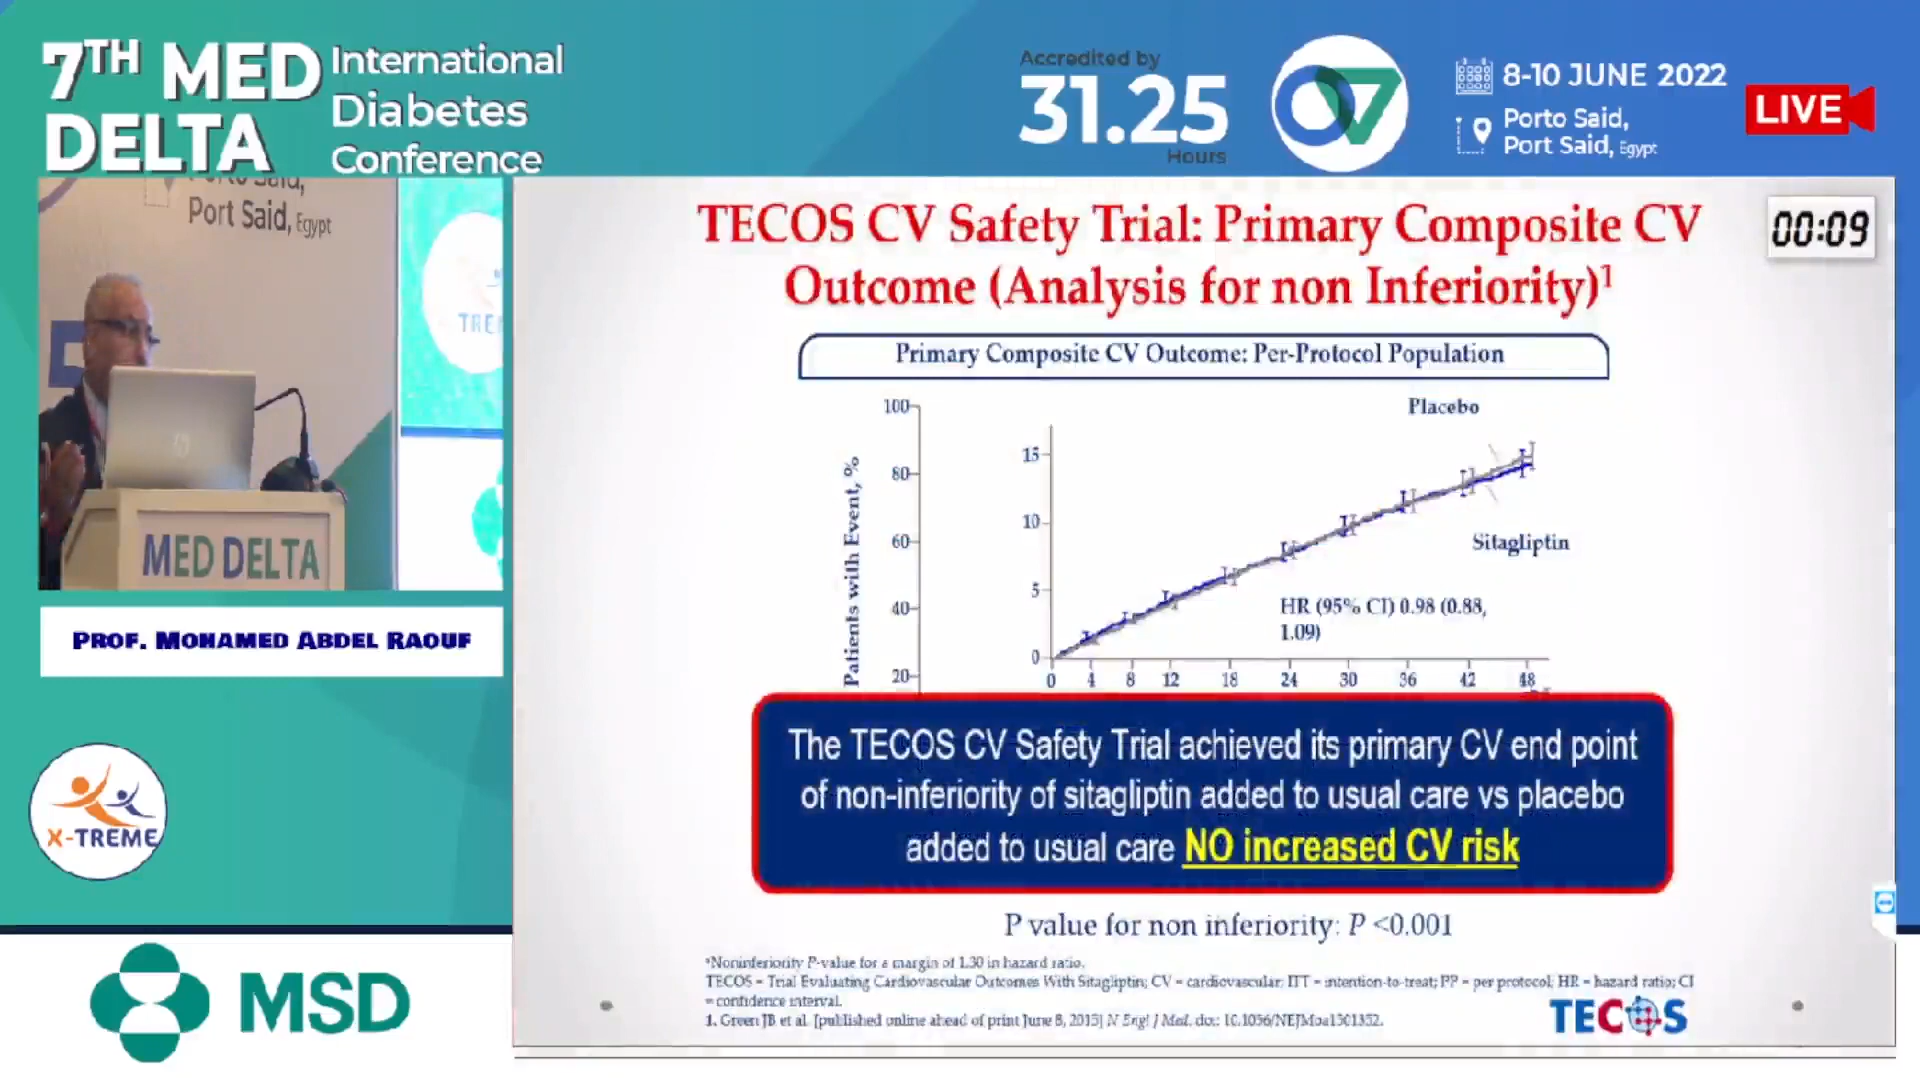 7TH MED
DELTA
International
Diabetes
Conference
Accredited by
31.25
Hours
8-10 JUNE 2022
Porto Said,
Port Said, Egypt
LIVE
Porto Said,
Port Said, Egypt
MED DELTA
PROF. MOHAMED ABDEL RAOUF
X-TREME
MSD
TECOS CV Safety Trial: Primary Composite CV
Outcome (Analysis for non Inferiority)1
00:09
Primary Composite CV Outcome: Per-Protocol Population
Patients with Event, %
100
80
60
40
20
15
10
5
0
Placebo
Sitagliptin
HR (95% CI) 0.98 (0.88,
1.09)
0 4 8 12 18 24 30 36 42 48
The TECOS CV Safety Trial achieved its primary CV end point
of non-inferiority of sitagliptin added to usual care vs placebo
added to usual care NO increased CV risk
P value for non inferiority: P <0.001
Noninferiority P-value for a margin of 1.30 in hazard ratio.
TECOS = Trial Evaluating Cardiovascular Outcomes With Sitagliptin; CV = cardiovascular; ITT = intention-to-treat; PP = per protocol; HR = hazard ratio; CI
= confidence interval.
1. Green JB et al. [published online ahead of print June 8, 2015] N Engl J Med. doi: 10.1056/NEJMoa1501352.
TECOS